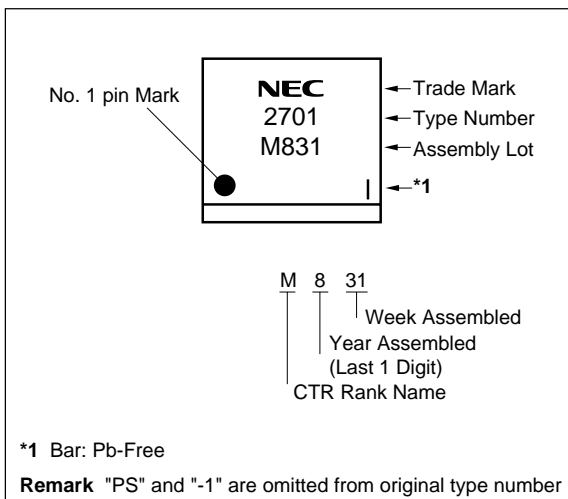 No. 1 pin Mark
NEC
2701
M831
Trade Mark
Type Number
Assembly Lot
*1
M 8 31
Week Assembled
Year Assembled
(Last 1 Digit)
CTR Rank Name
*1 Bar: Pb-Free
Remark "PS" and "-1" are omitted from original type number